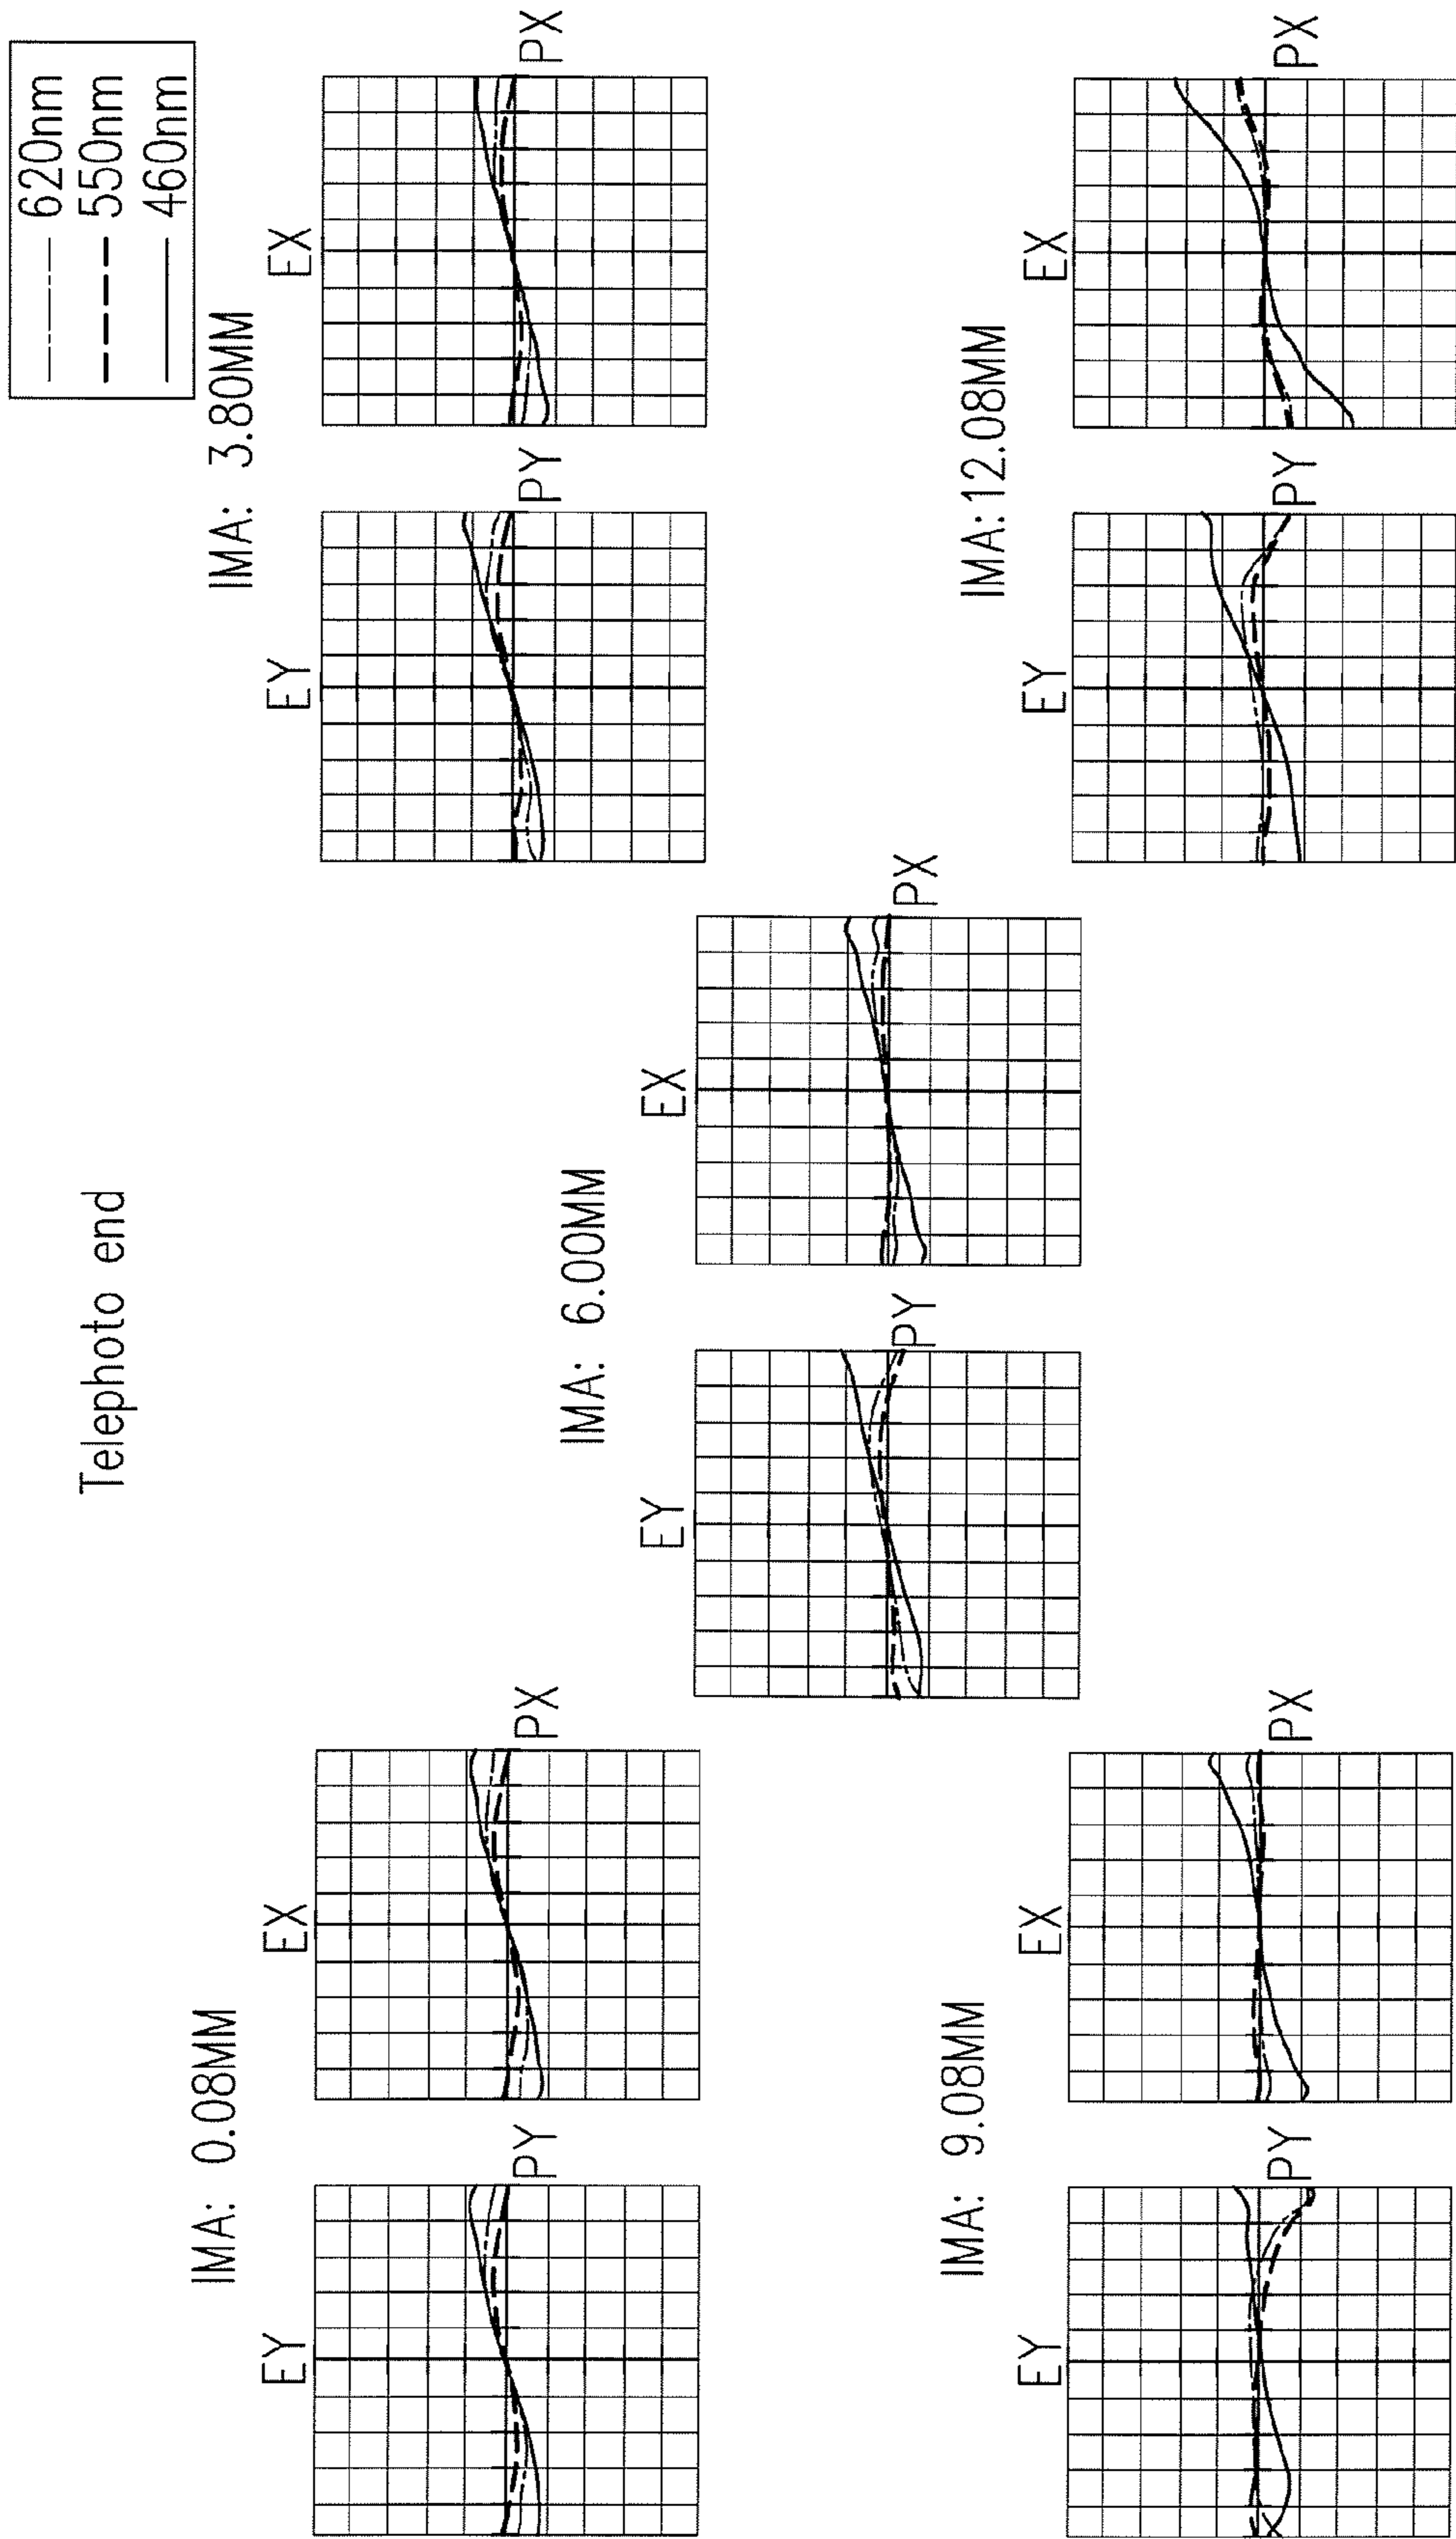 Telephoto end
620nm
550nm
460nm
IMA: 0.08MM
EY
PY
EX
PX
IMA: 3.80MM
EY
PY
EX
PX
IMA: 6.00MM
EY
PY
EX
PX
IMA: 9.08MM
EY
PY
EX
PX
IMA:12.08MM
EY
PY
EX
PX